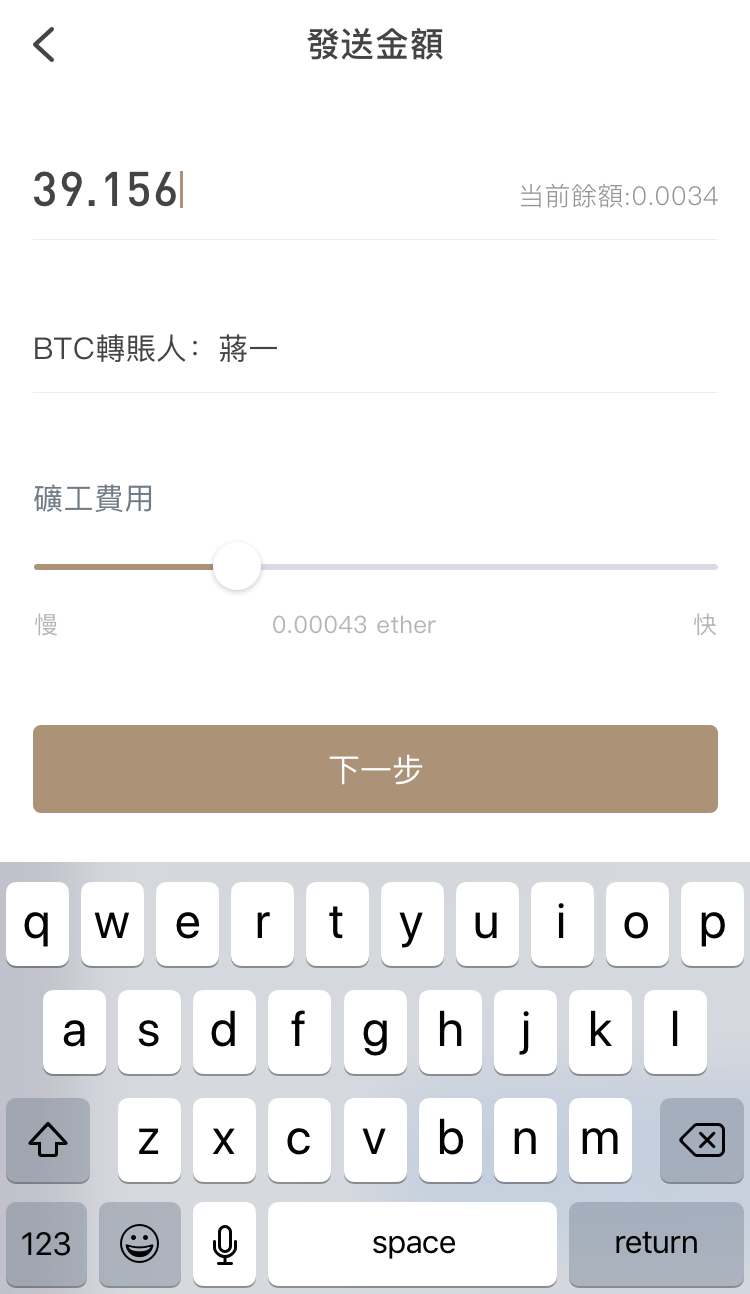 發送金額
39.156
当前餘額:0.0034
BTC轉賬人：蔣一
礦工費用
慢 0.00043 ether 快
下一步
q w e r t y u i o p
a s d f g h j k l
z x c v b n m
123 space return